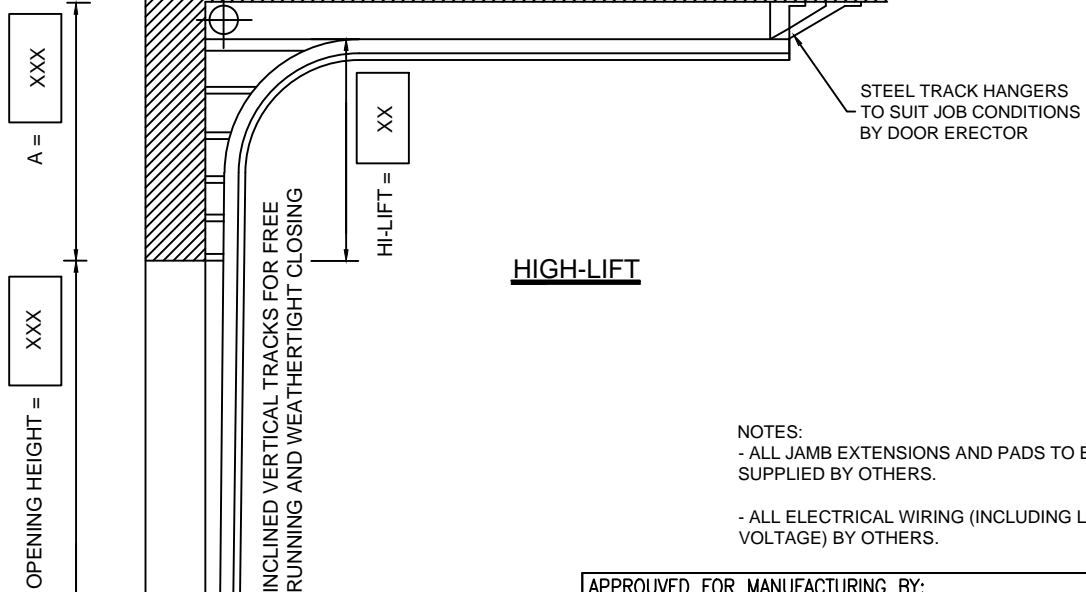 XXX
A =
XXX
OPENING HEIGHT =
XX
HI-LIFT =
INCLINED VERTICAL TRACKS FOR FREE
RUNNING AND WEATHERTIGHT CLOSING
STEEL TRACK HANGERS
TO SUIT JOB CONDITIONS
BY DOOR ERECTOR
HIGH-LIFT
NOTES:
- ALL JAMB EXTENSIONS AND PADS TO
SUPPLIED BY OTHERS.
- ALL ELECTRICAL WIRING (INCLUDING
VOLTAGE) BY OTHERS.
APPROUVED FOR MANUFACTURING BY: